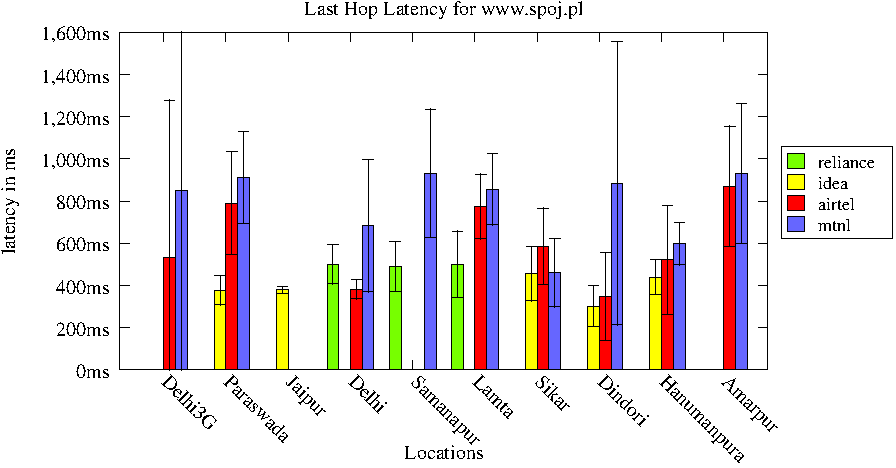 Last Hop Latency for www.spoj.pl
1,600ms
1,400ms
1,200ms
1,000ms
800ms
600ms
400ms
200ms
0ms
latency in ms
Delhi3G
Paraswada
Jaipur
Delhi
Samanapur
Lamta
Sikar
Dindori
Hanumanpura
Amarpur
Locations
reliance
idea
airtel
mtnl